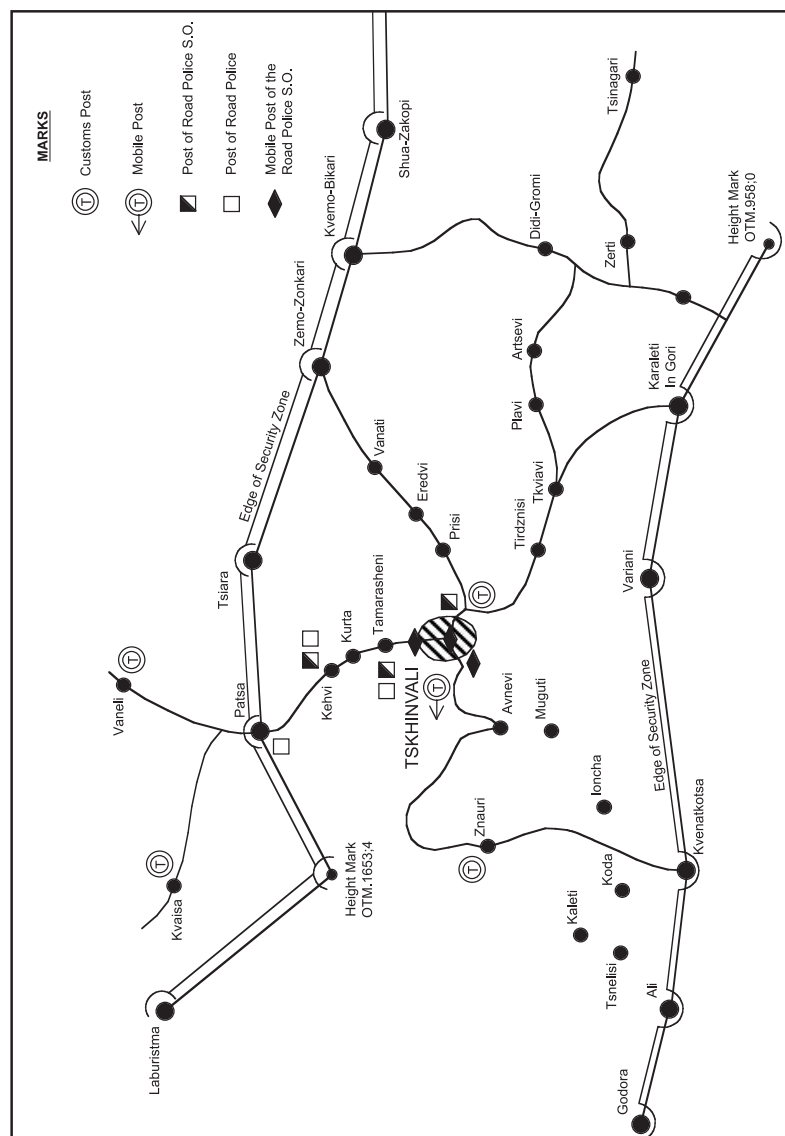 MARKS
T
Customs Post
T
Mobile Post
Post of Road Police S.O.
Post of Road Police
Mobile Post of the
Road Police S.O.
Laburistma
Kvaisa
T
Vaneli
T
Patsa
Tsiara
Edge of Security Zone
Zemo-Zonkari
Kvemo-Bikari
Shua-Zakopi
Height Mark
OTM.1653;4
Kehvi
Kurta
Tamarasheni
Vanati
Eredvi
Prisi
TSKHINVALI
T
T
Znauri
T
Avnevi
Muguti
Ioncha
Tirdznisi
Tkviavi
Plavi
Artsevi
Didi-Gromi
Zerti
Tsinagari
Kaleti
Koda
Tsnelisi
Godora
Ali
Kvenatkotsa
Edge of Security Zone
Variani
Karaleti
In Gori
Height Mark
OTM.958;0